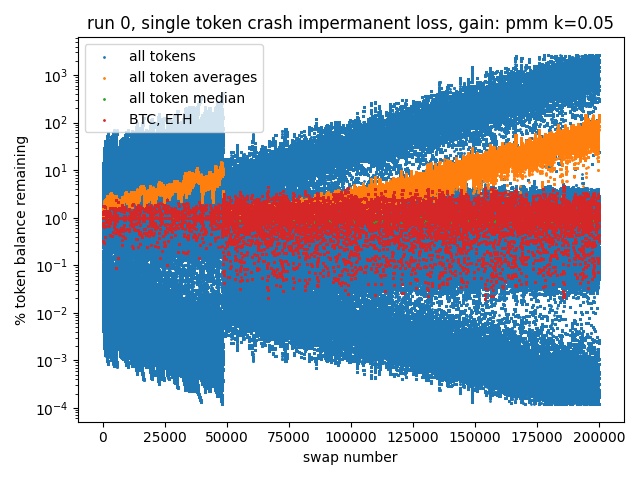 run 0, single token crash impermanent loss, gain: pmm k=0.05
all tokens
all token averages
all token median
BTC, ETH
% token balance remaining
10^3
10^2
10^1
10^0
10^−1
10^−2
10^−3
10^−4
0 25000 50000 75000 100000 125000 150000 175000 200000
swap number